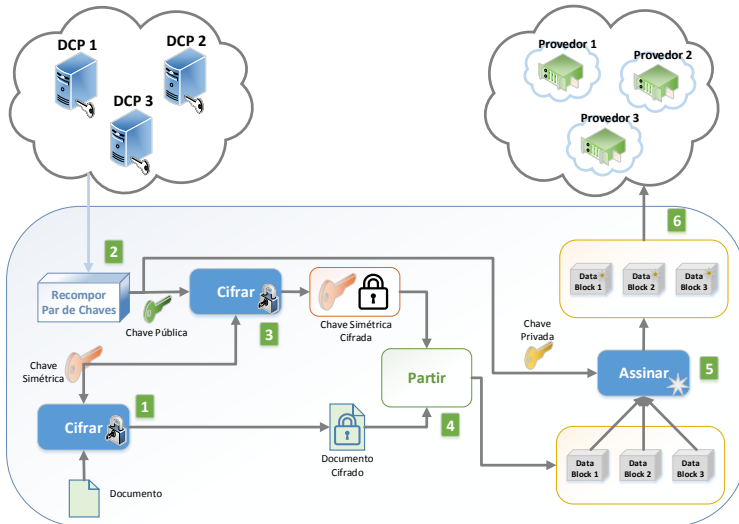 DCP 1
DCP 2
DCP 3
Provedor 1
Provedor 2
Provedor 3
6
2
Recompor
Par de Chaves
Chave Pública
Cifrar
3
Chave Simétrica
Cifrada
Data
Block 1
Data
Block 2
Data
Block 3
Chave
Privada
Chave
Simétrica
Partir
Assinar
5
1
Cifrar
4
Documento
Cifrado
Documento
Data
Block 1
Data
Block 2
Data
Block 3